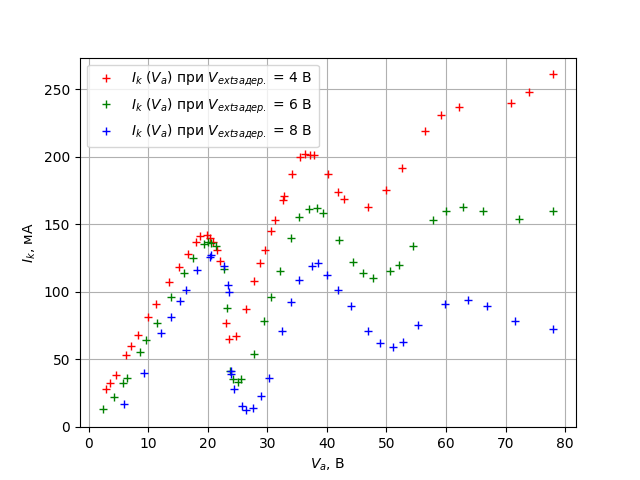 I_k (V_a) при V_extзадер. = 4 В
I_k (V_a) при V_extзадер. = 6 В
I_k (V_a) при V_extзадер. = 8 В
250
200
150
100
50
0
I_k, мА
0 10 20 30 40 50 60 70 80
V_a, В